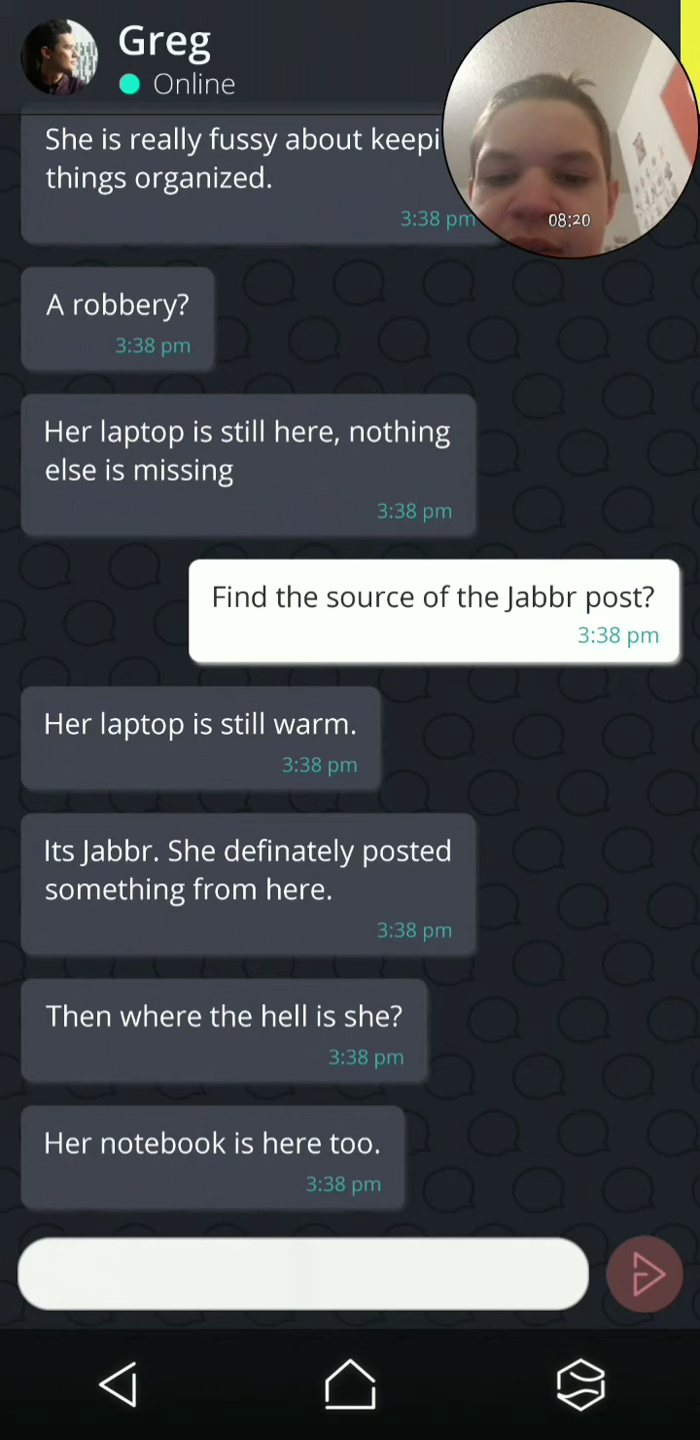 Greg
Online
She is really fussy about
things organized.
3:38 pm
08:20
A robbery?
3:38 pm
Her laptop is still here, nothing
else is missing
3:38 pm
Find the source of the Jabbr post?
3:38 pm
Her laptop is still warm.
3:38 pm
Its Jabbr. She definately posted
something from here.
3:38 pm
Then where the hell is she?
3:38 pm
Her notebook is here too.
3:38 pm